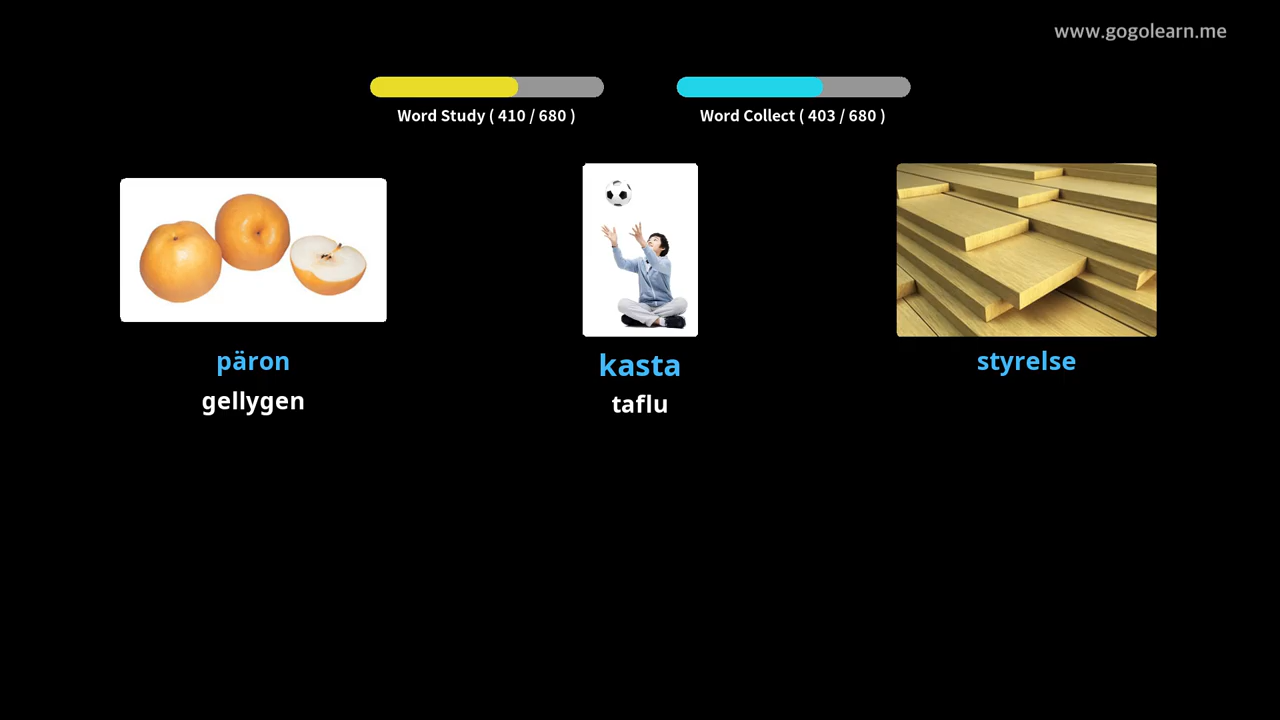 www.gogolearn.me
Word Study ( 410 / 680 )
Word Collect ( 403 / 680 )
päron
kasta
styrelse
gellygen
taflu